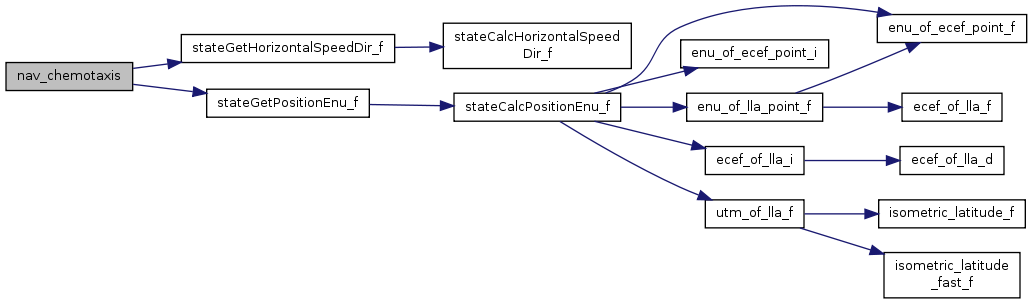 nav_chemotaxis
stateGetHorizontalSpeedDir_f
stateGetPositionEnu_f
stateCalcHorizontalSpeed
Dir_f
stateCalcPositionEnu_f
enu_of_ecef_point_i
enu_of_lla_point_f
ecef_of_lla_i
utm_of_lla_f
enu_of_ecef_point_f
ecef_of_lla_f
ecef_of_lla_d
isometric_latitude_f
isometric_latitude
_fast_f